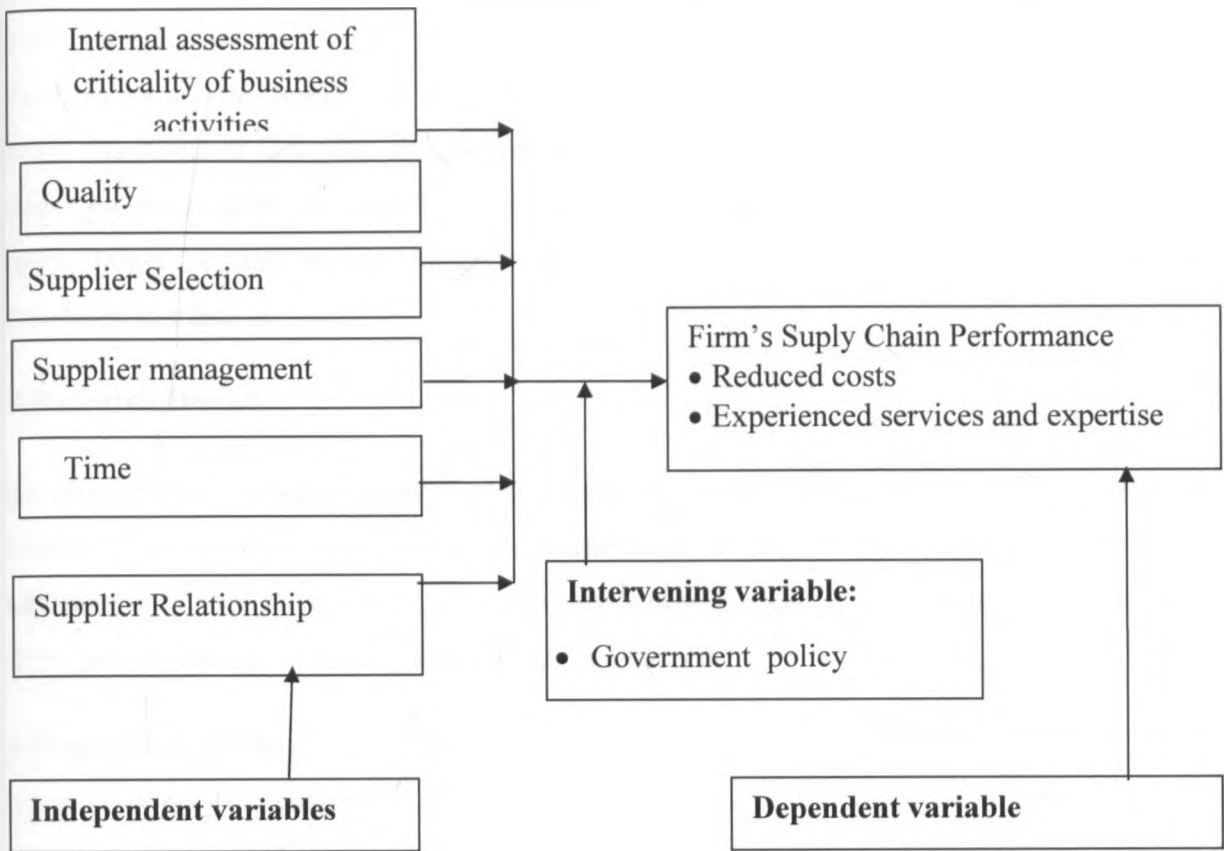 Internal assessment of
criticality of business
activities
Quality
Supplier Selection
Supplier management
Time
Supplier Relationship
Independent variables
Firm's Suply Chain Performance
• Reduced costs
• Experienced services and expertise
Intervening variable:
• Government policy
Dependent variable